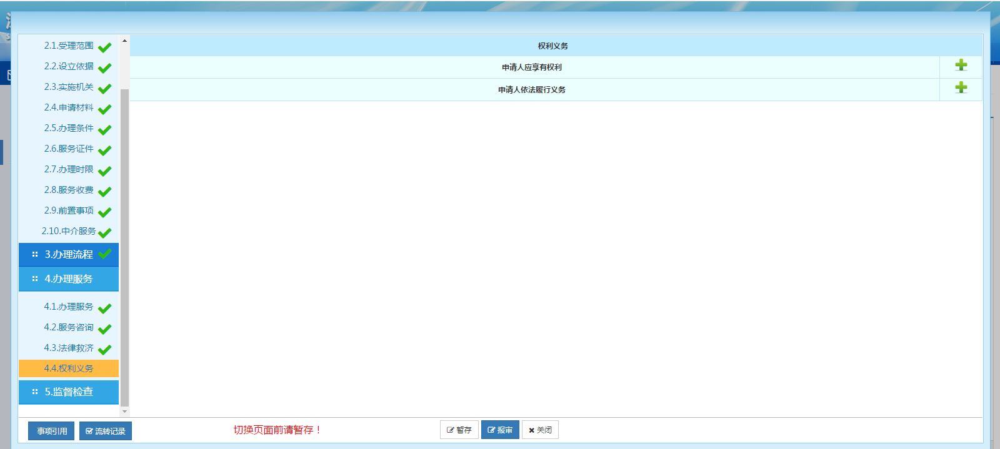 2.1.受理范围
2.2.设立依据
2.3.实施机关
2.4.申请材料
2.5.办理条件
2.6.服务证件
2.7.办理时限
2.8.服务收费
2.9.前置事项
2.10.中介服务
3.办理流程
4.办理服务
4.1.办理服务
4.2.服务咨询
4.3.法律救济
4.4.权利义务
5.监督检查
权利义务
申请人应享有权利
申请人依法履行义务
事项引用 流转记录 切换页面前请暂存！ 暂存 报审 关闭